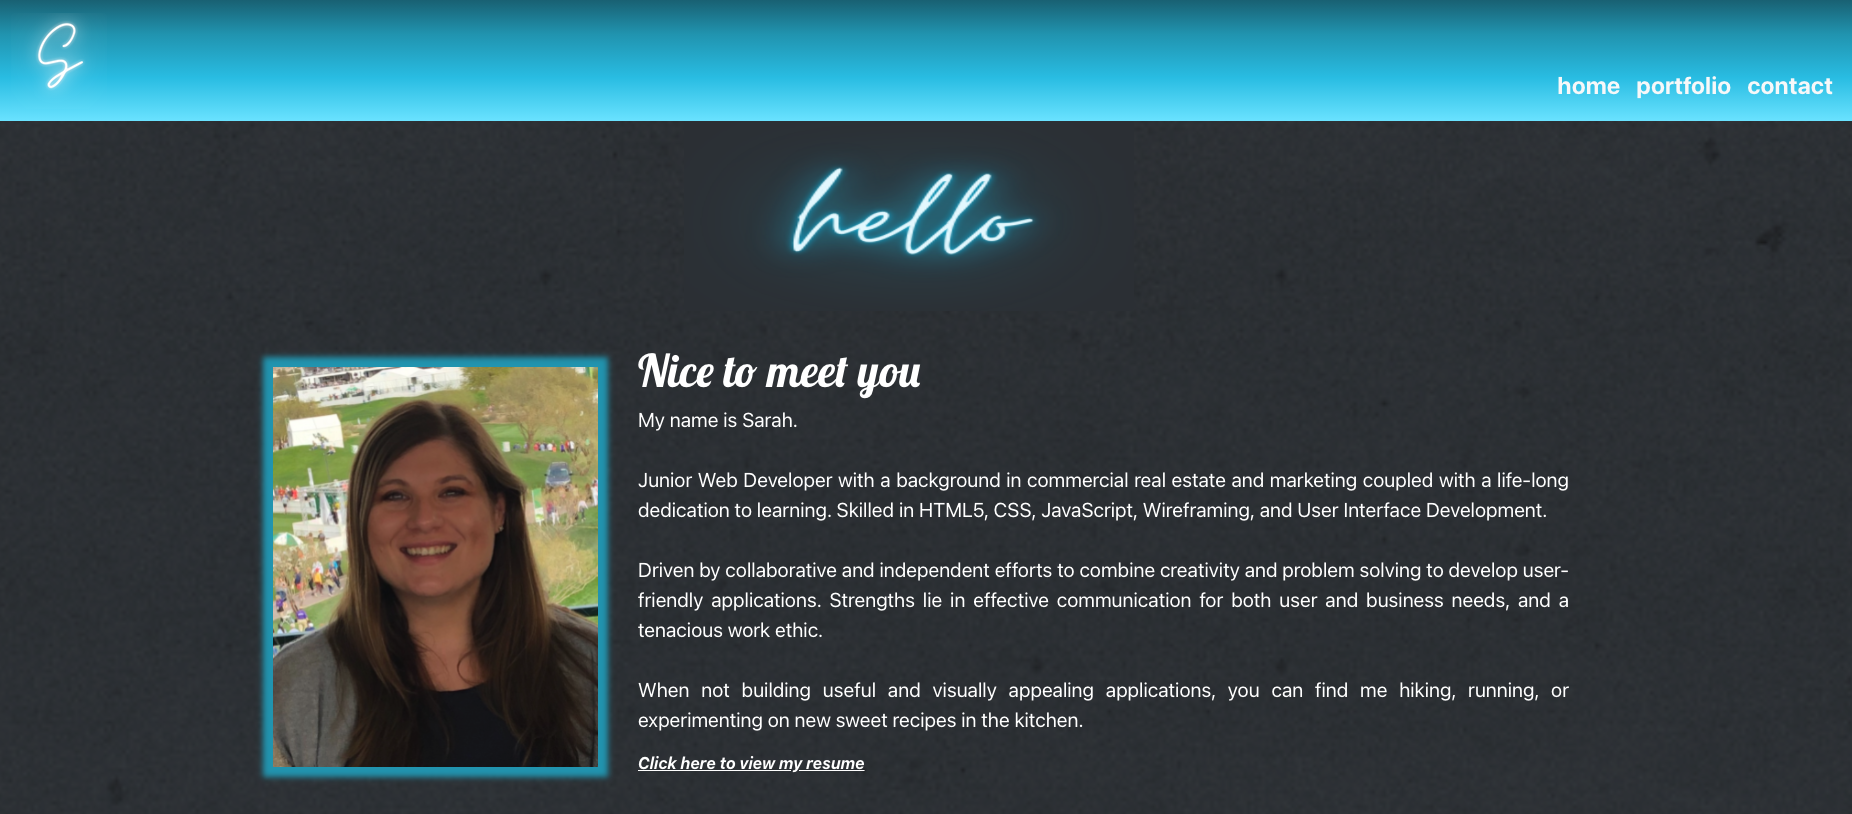 S
home portfolio contact
hello
Nice to meet you
My name is Sarah.
Junior Web Developer with a background in commercial real estate and marketing coupled with a life-long
dedication to learning. Skilled in HTML5, CSS, JavaScript, Wireframing, and User Interface Development.
Driven by collaborative and independent efforts to combine creativity and problem solving to develop user-
friendly applications. Strengths lie in effective communication for both user and business needs, and a
tenacious work ethic.
When not building useful and visually appealing applications, you can find me hiking, running, or
experimenting on new sweet recipes in the kitchen.
Click here to view my resume